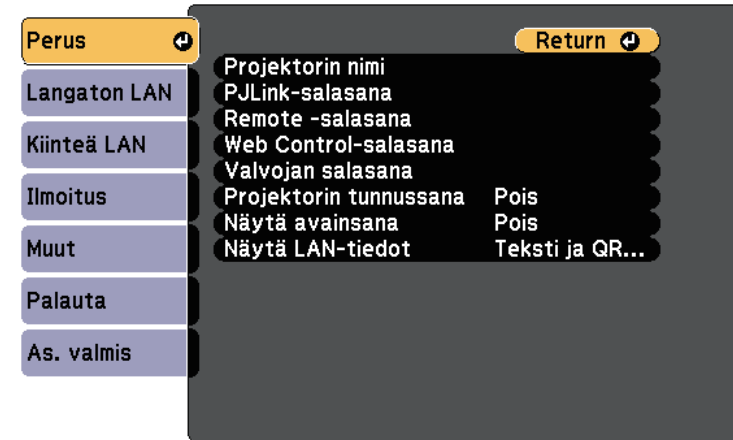 Perus
Langaton LAN
Kiinteä LAN
Ilmoitus
Muut
Palauta
As. valmis
Return
Projektorin nimi
PJLink-salasana
Remote -salasana
Web Control-salasana
Valvojan salasana
Projektorin tunnussana Pois
Näytä avainsana Pois
Näytä LAN-tiedot Teksti ja QR...